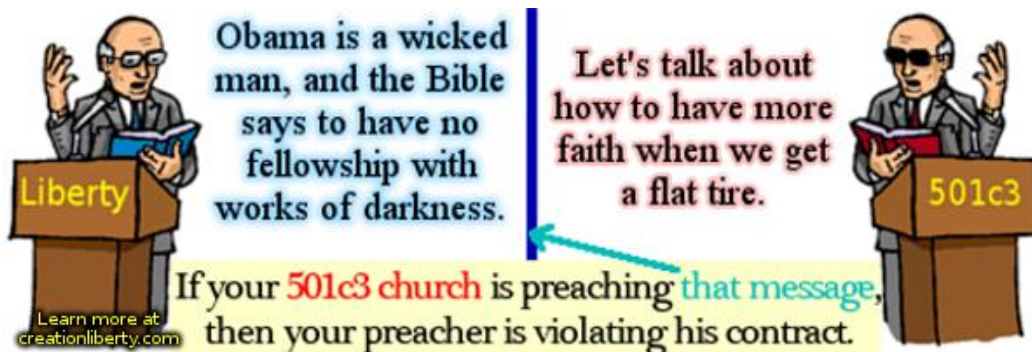 Obama is a wicked
man, and the Bible
says to have no
fellowship with
works of darkness.
Let's talk about
how to have more
faith when we get
a flat tire.
Liberty
501c3
If your 501c3 church is preaching that message,
then your preacher is violating his contract.
Learn more at
creationliberty.com